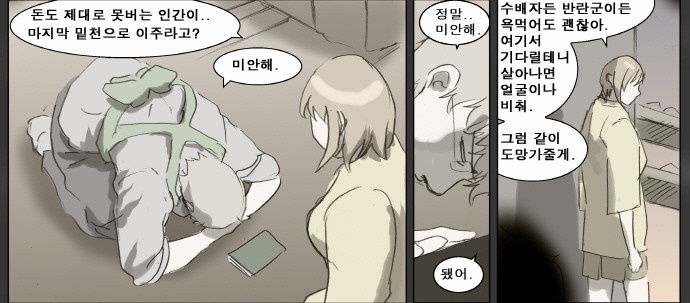 돈도 제대로 못버는 인간이..
마지막 밑천으로 이주라고?
미안해.
정말..
미안해.
됐어.
수배자든 반란군이든
욕먹어도 괜찮아.
여기서
기다릴테니
살아나면
얼굴이나
비춰.
그럼 같이
도망가줄게.